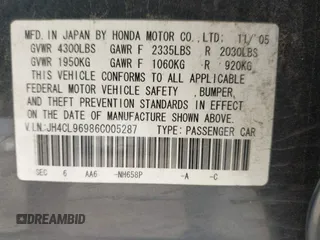 MFD. IN JAPAN BY HONDA MOTOR CO., LTD: 11/05
GVWR 4300LBS GAWR F 2335LBS R 2030LBS
GVWR 1950KG GAWR F 1060KG R 920KG
THIS VEHICLE CONFORMS TO ALL APPLICABLE
FEDERAL MOTOR VEHICLE SAFETY, BUMPER,
AND THEFT PREVENTION STANDARDS IN EFFECT
ON THE DATE OF MANUFACTURE SHOWN ABOVE.
V.I.N: JH4CL96986C005287 TYPE: PASSENGER CAR
SEC 6 AA6 -NH658P -A -C
DREAMBID